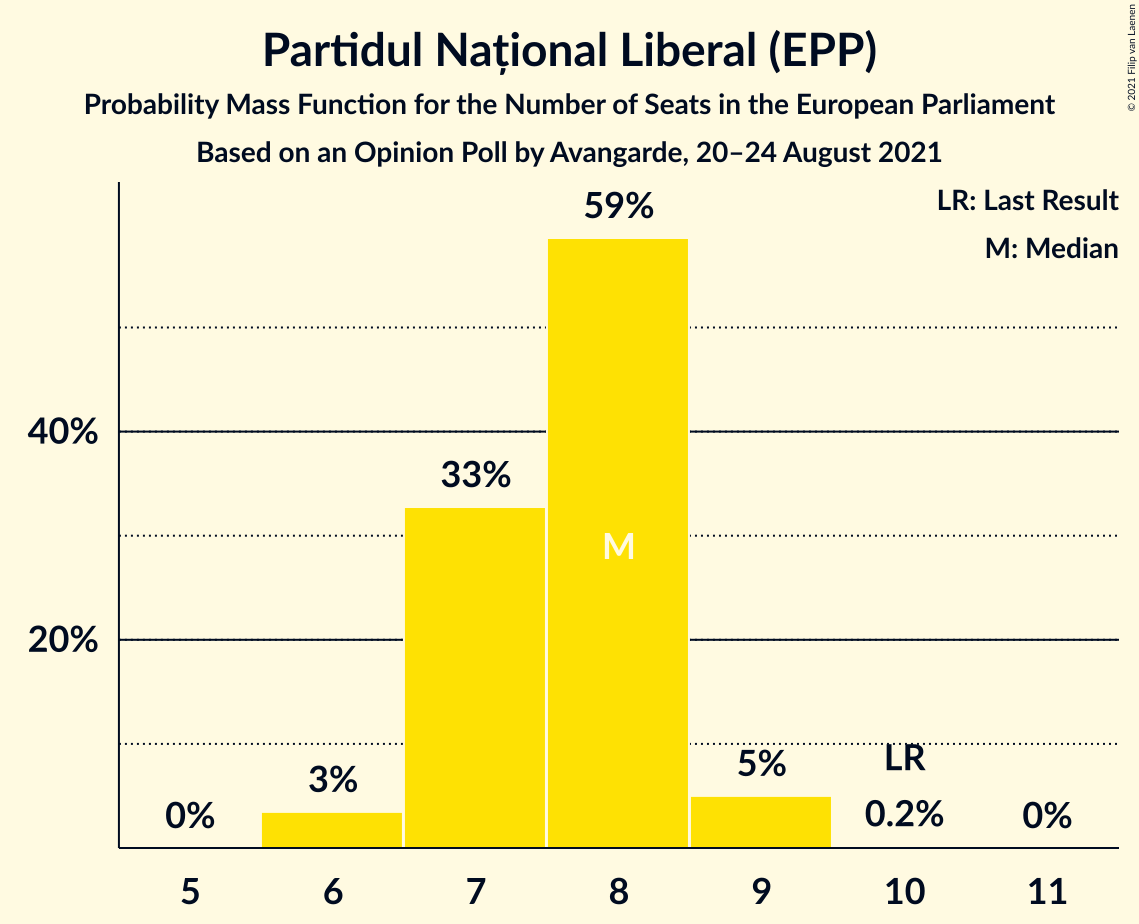 Partidul Național Liberal (EPP)
Probability Mass Function for the Number of Seats in the European Parliament
Based on an Opinion Poll by Avangarde, 20–24 August 2021
© 2021 Filip van Laenen
LR: Last Result
M: Median
59%
40%
33%
M
20%
5%
LR
3%
0%
0.2%
0%
5 6 7 8 9 10 11